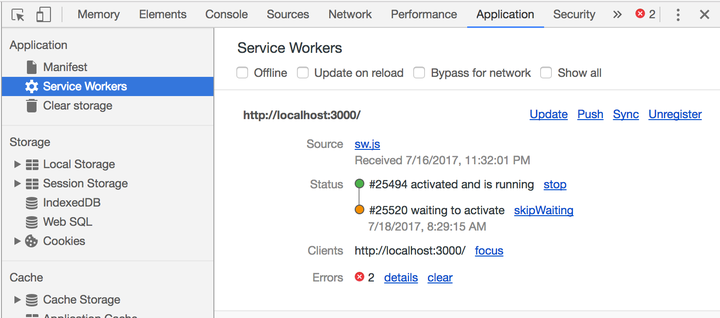 Memory Elements Console Sources Network Performance Application Security » 2
Application
Manifest
Service Workers
Clear storage
Storage
Local Storage
Session Storage
IndexedDB
Web SQL
Cookies
Cache
Cache Storage
Application Cache
Service Workers
Offline Update on reload Bypass for network Show all
http://localhost:3000/ Update Push Sync Unregister
Source sw.js
Received 7/16/2017, 11:32:01 PM
Status #25494 activated and is running stop
#25520 waiting to activate skipWaiting
7/18/2017, 8:29:15 AM
Clients http://localhost:3000/ focus
Errors 2 details clear